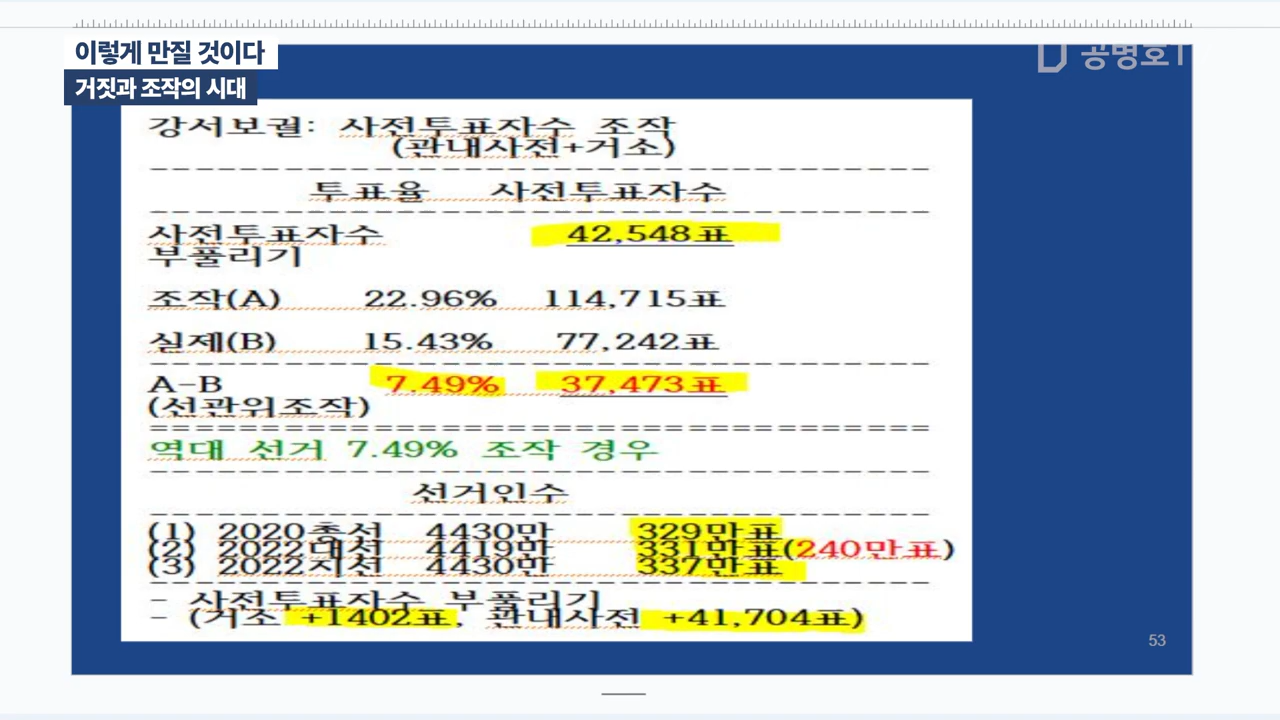 이렇게 만질 것이다
거짓과 조작의 시대
공병호T
강서보궐: 사전투표자수 조작
(관내사전+거소)
투표율 사전투표자수
사전투표자수 42,548표
부풀리기
조작(A) 22.96% 114,715표
실제(B) 15.43% 77,242표
A-B 7.49% 37,473표
(선관위조작)
역대 선거 7.49% 조작 경우
선거인수
(1) 2020총선 4430만 329만표
(2) 2022대선 4419만 331만표(240만표)
(3) 2022지선 4430만 337만표
- 사전투표자수 부풀리기
- (거소 +1402표, 관내사전 +41,704표)
53